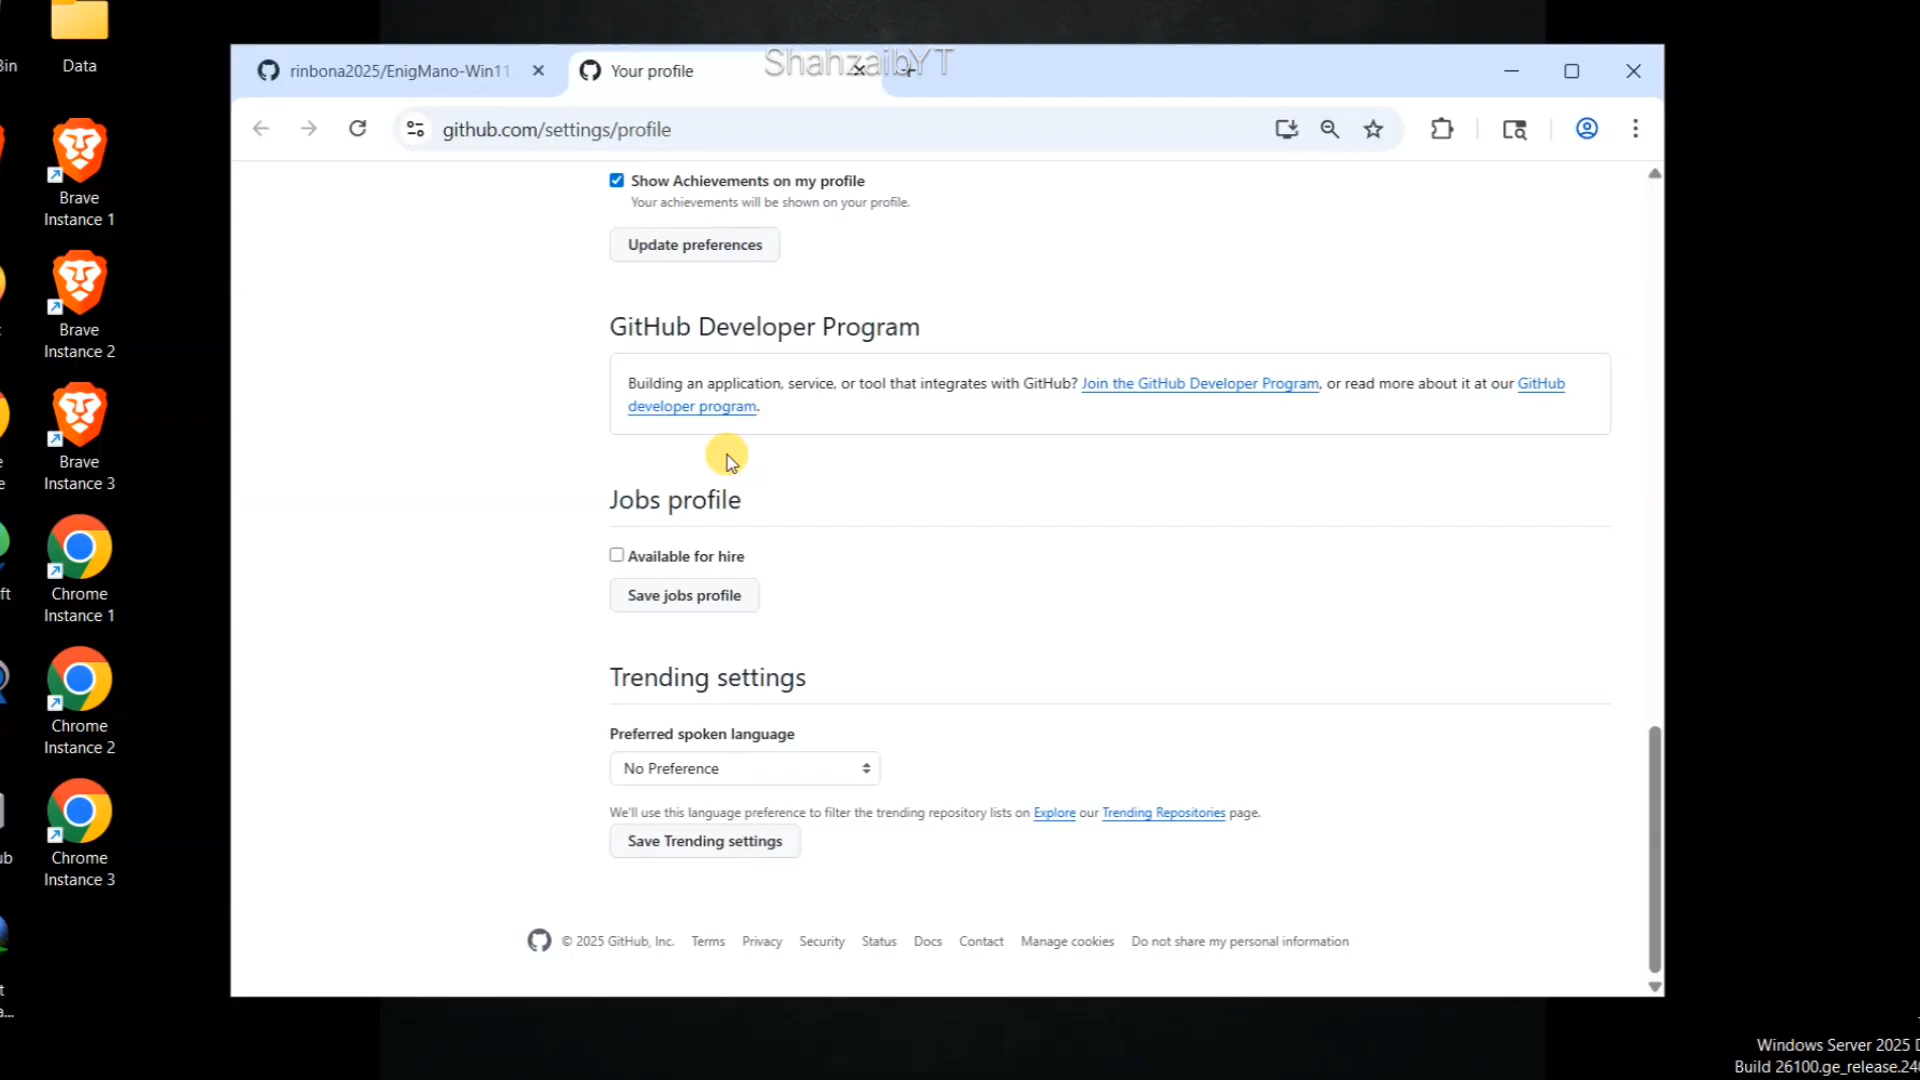 Bin
Data
Brave
Instance 1
Brave
Instance 2
Brave
Instance 3
Chrome
Instance 1
Chrome
Instance 2
Chrome
Instance 3
rinbona2025/EnigMano-Win11
Your profile
ShahzaibYT
github.com/settings/profile
Show Achievements on my profile
Your achievements will be shown on your profile.
Update preferences
GitHub Developer Program
Building an application, service, or tool that integrates with GitHub? Join the GitHub Developer Program, or read more about it at our GitHub
developer program.
Jobs profile
Available for hire
Save jobs profile
Trending settings
Preferred spoken language
No Preference
We'll use this language preference to filter the trending repository lists on Explore our Trending Repositories page.
Save Trending settings
© 2025 GitHub, Inc. Terms Privacy Security Status Docs Contact Manage cookies Do not share my personal information
Windows Server 2025 D
Build 26100.ge_release.240